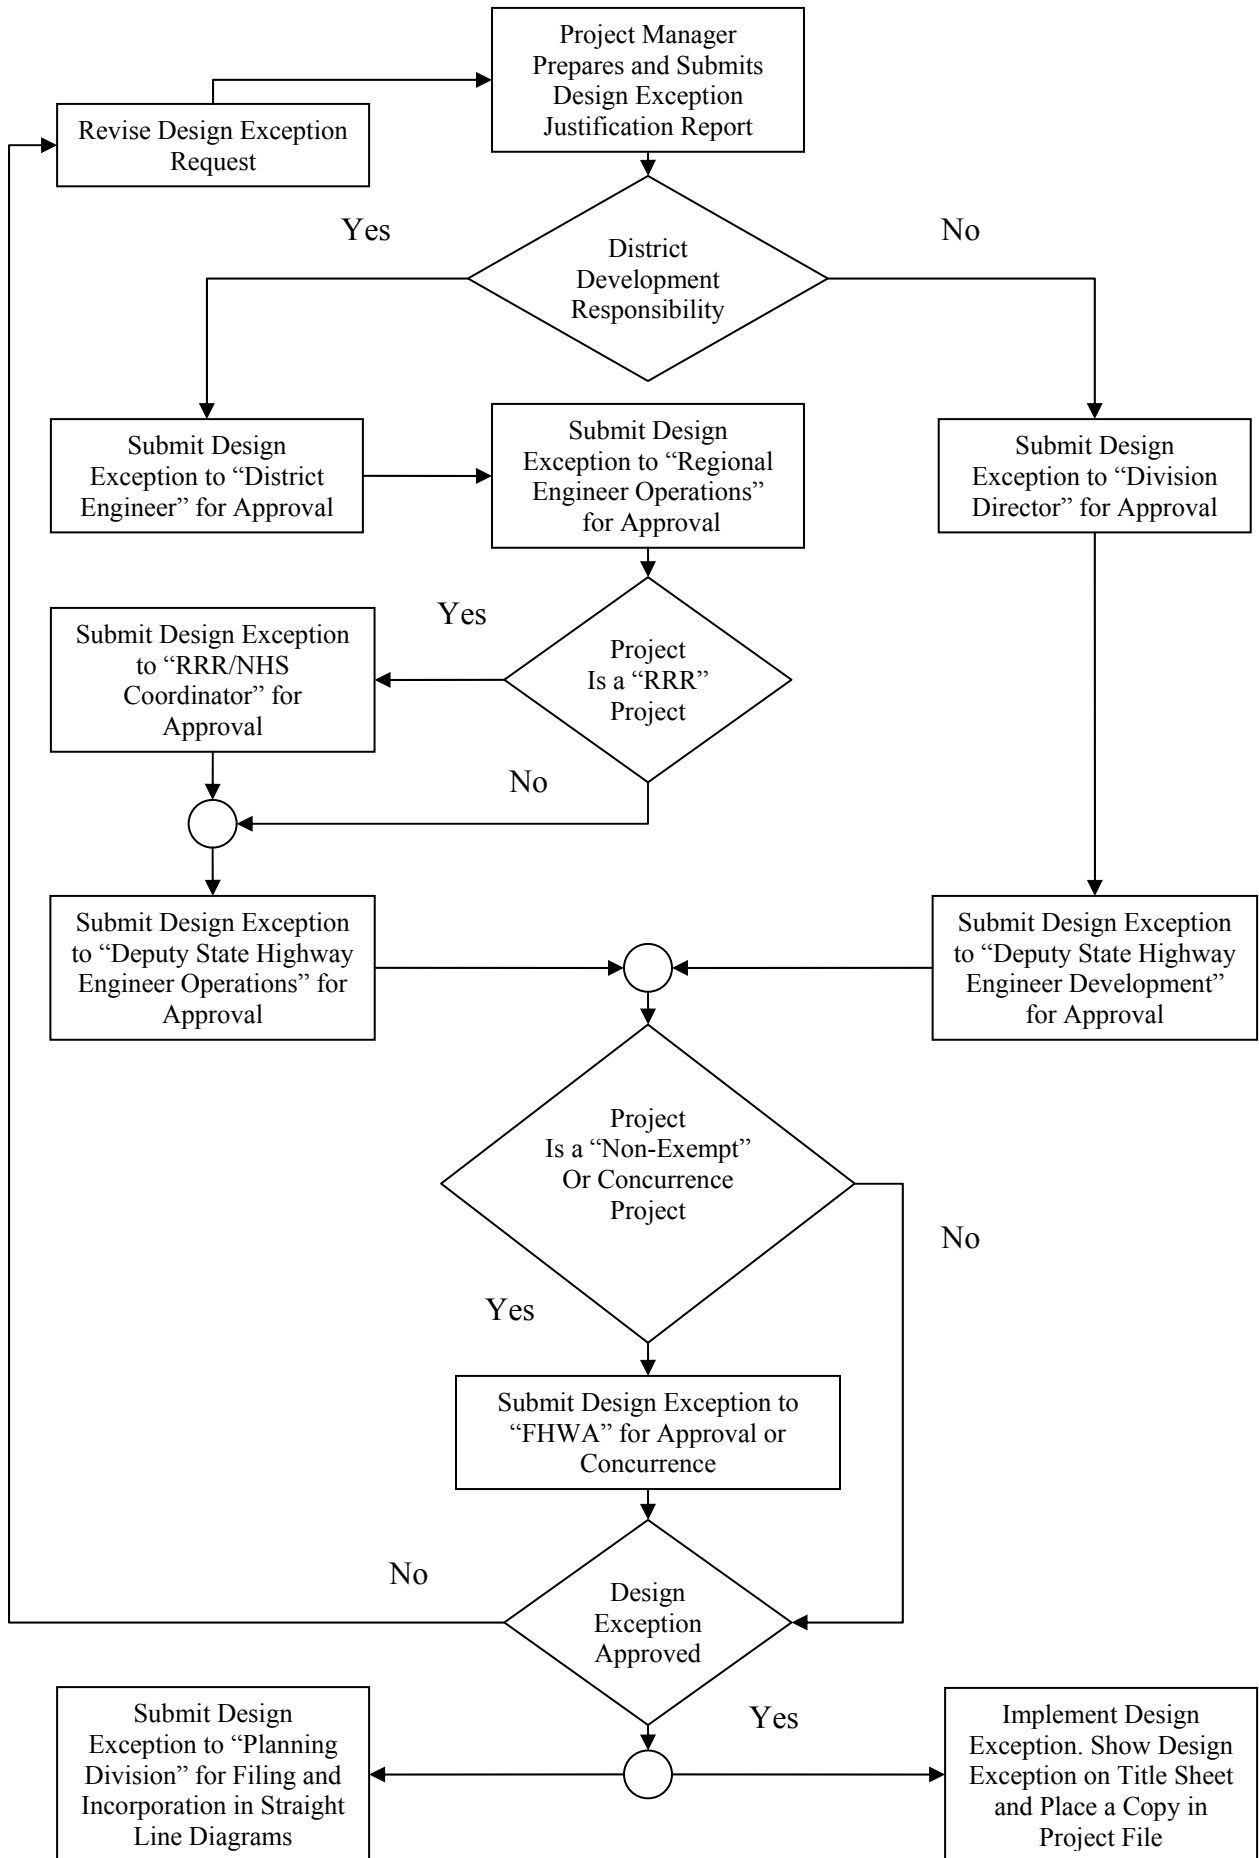 Project Manager
Prepares and Submits
Design Exception
Justification Report
Revise Design Exception
Request
Yes
No
District
Development
Responsibility
Submit Design
Exception to “District
Engineer” for Approval
Submit Design
Exception to “Regional
Engineer Operations”
for Approval
Submit Design
Exception to “Division
Director” for Approval
Yes
Submit Design Exception
to “RRR/NHS
Coordinator” for
Approval
Project
Is a “RRR”
Project
No
Submit Design Exception
to “Deputy State Highway
Engineer Operations” for
Approval
Submit Design Exception
to “Deputy State Highway
Engineer Development”
for Approval
Project
Is a “Non-Exempt”
Or Concurrence
Project
No
Yes
Submit Design Exception to
“FHWA” for Approval or
Concurrence
No
Design
Exception
Approved
Yes
Submit Design
Exception to “Planning
Division” for Filing and
Incorporation in Straight
Line Diagrams
Implement Design
Exception. Show Design
Exception on Title Sheet
and Place a Copy in
Project File